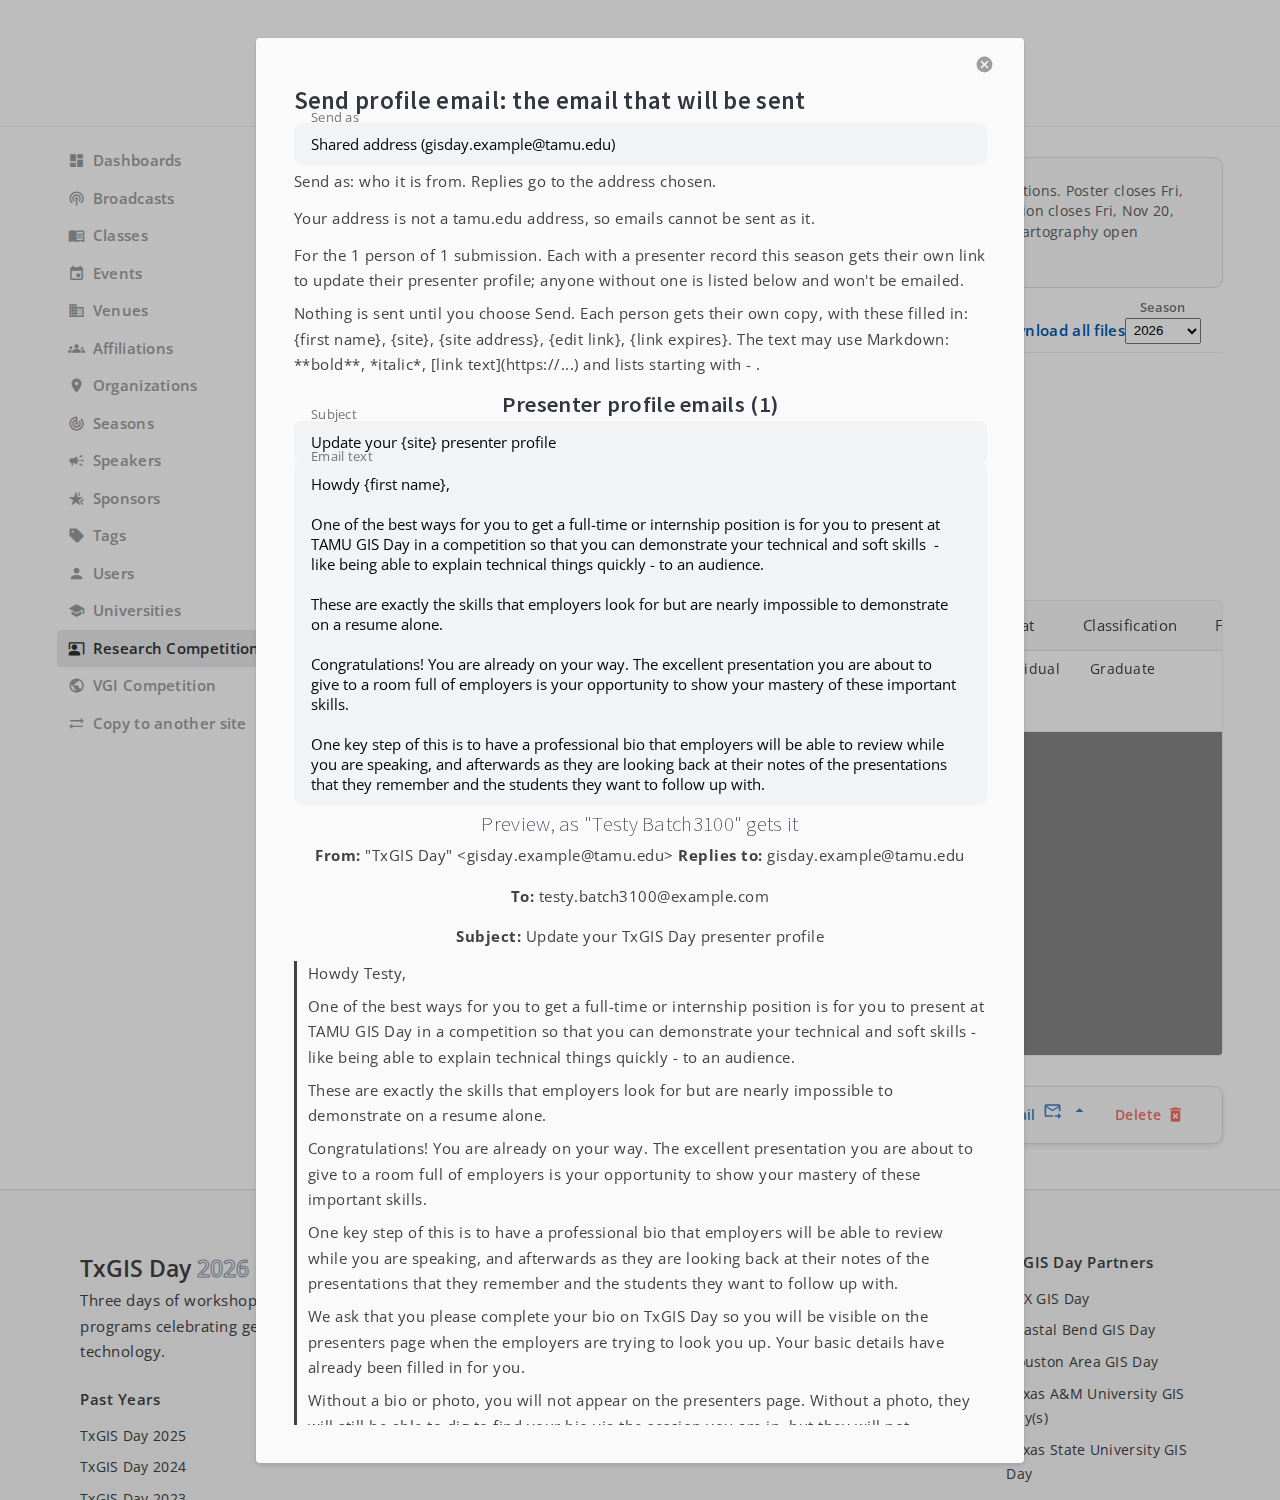 Send profile email: the email that will be sent
Send as
Shared address (gisday.example@tamu.edu)
Send as: who it is from. Replies go to the address chosen.
Your address is not a tamu.edu address, so emails cannot be sent as it.
For the 1 person of 1 submission. Each with a presenter record this season gets their own link
to update their presenter profile; anyone without one is listed below and won't be emailed.
Nothing is sent until you choose Send. Each person gets their own copy, with these filled in:
{first name}, {site}, {site address}, {edit link}, {link expires}. The text may use Markdown:
**bold**, *italic*, [link text](https://...) and lists starting with - .
Presenter profile emails (1)
Subject
Update your {site} presenter profile
Email text
Howdy {first name},
One of the best ways for you to get a full-time or internship position is for you to present at
TAMU GIS Day in a competition so that you can demonstrate your technical and soft skills  -
like being able to explain technical things quickly - to an audience.
These are exactly the skills that employers look for but are nearly impossible to demonstrate
on a resume alone.
Congratulations! You are already on your way. The excellent presentation you are about to
give to a room full of employers is your opportunity to show your mastery of these important
skills.
One key step of this is to have a professional bio that employers will be able to review while
you are speaking, and afterwards as they are looking back at their notes of the presentations
that they remember and the students they want to follow up with.
Preview, as "Testy Batch3100" gets it
From: "TxGIS Day" <gisday.example@tamu.edu> Replies to: gisday.example@tamu.edu
To: testy.batch3100@example.com
Subject: Update your TxGIS Day presenter profile
Howdy Testy,
One of the best ways for you to get a full-time or internship position is for you to present at
TAMU GIS Day in a competition so that you can demonstrate your technical and soft skills -
like being able to explain technical things quickly - to an audience.
These are exactly the skills that employers look for but are nearly impossible to
demonstrate on a resume alone.
Congratulations! You are already on your way. The excellent presentation you are about to
give to a room full of employers is your opportunity to show your mastery of these
important skills.
One key step of this is to have a professional bio that employers will be able to review
while you are speaking, and afterwards as they are looking back at their notes of the
presentations that they remember and the students they want to follow up with.
We ask that you please complete your bio on TxGIS Day so you will be visible on the
presenters page when the employers are trying to look you up. Your basic details have
already been filled in for you.
Without a bio or photo, you will not appear on the presenters page. Without a photo, they
Dashboards
Broadcasts
Classes
Events
Venues
Affiliations
Organizations
Seasons
Speakers
Sponsors
Tags
Users
Universities
Research Competition
VGI Competition
Copy to another site
Poster closes Fri,
closes Fri, Nov 20,
open
all files
Season
2026
Classification
Graduate
Delete
TxGIS Day 2026
Three days of
programs celebrating
technology.
Past Years
TxGIS Day 2025
TxGIS Day 2024
TxGIS Day 2023
GIS Day Partners
GIS Day
Bend GIS Day
Area GIS Day
A&M University GIS
State University GIS
Day